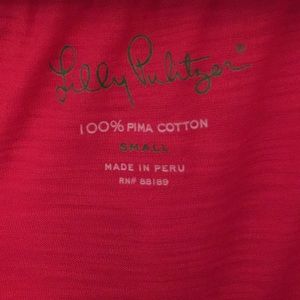 Lilly Pulitzer®
100% PIMA COTTON
SMALL
MADE IN PERU
RN# 88189